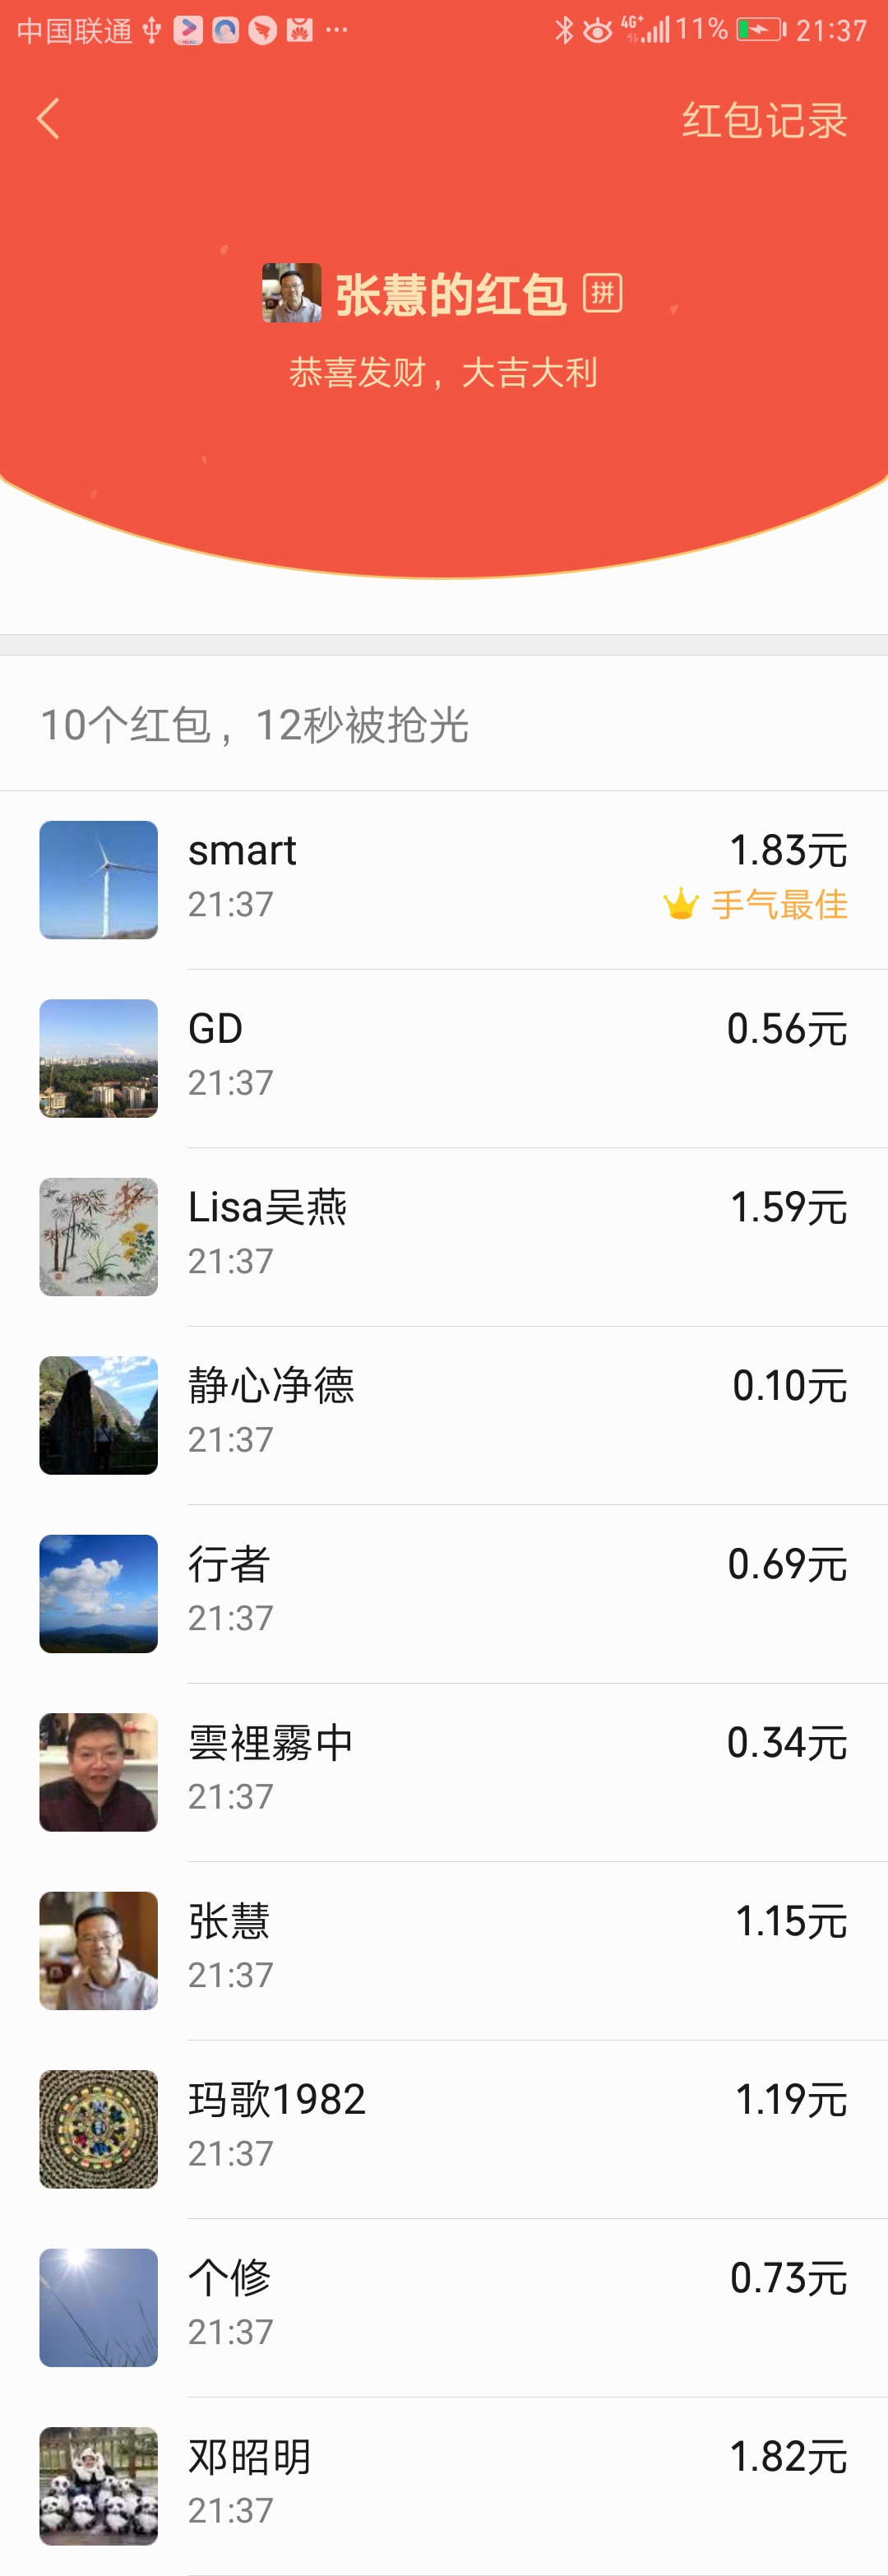 中国联通 4G+ 11% 21:37
红包记录
张慧的红包 拼
恭喜发财，大吉大利
10个红包，12秒被抢光
smart 1.83元
21:37 手气最佳
GD 0.56元
21:37
Lisa吴燕 1.59元
21:37
静心净德 0.10元
21:37
行者 0.69元
21:37
雲裡霧中 0.34元
21:37
张慧 1.15元
21:37
玛歌1982 1.19元
21:37
个修 0.73元
21:37
邓昭明 1.82元
21:37